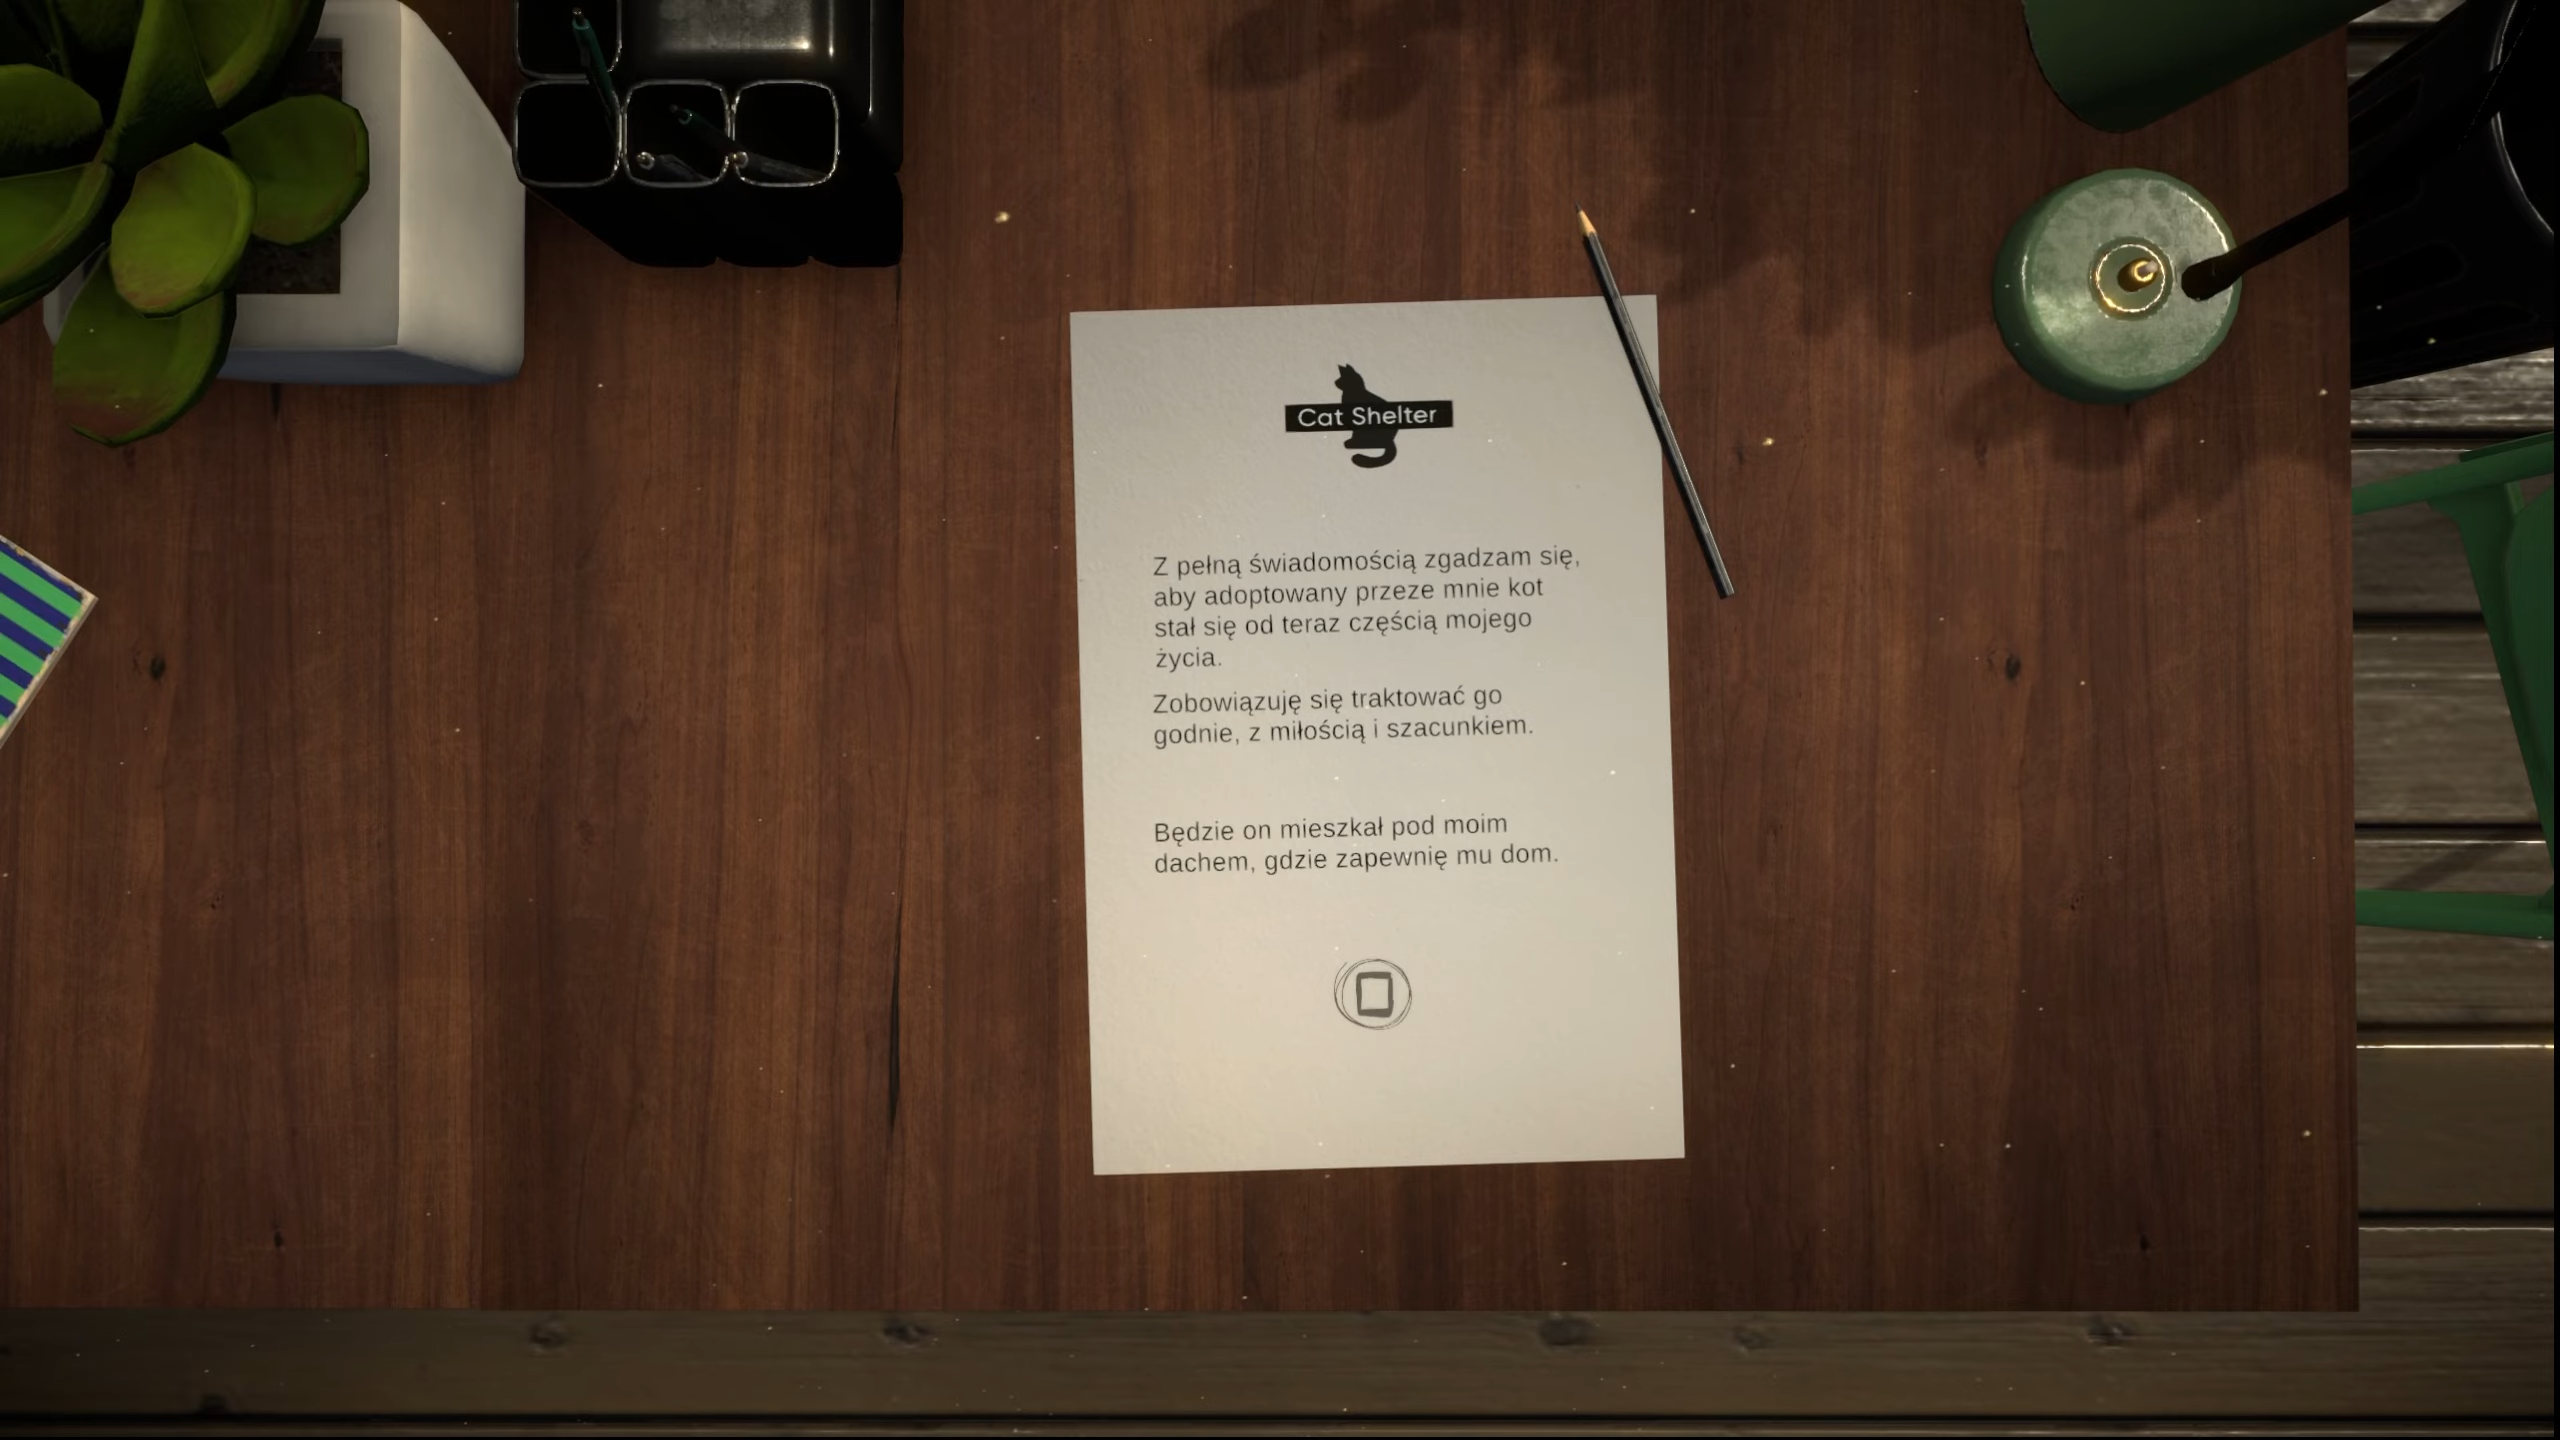 Cat Shelter
Z pełną świadomością zgadzam się,
aby adoptowany przeze mnie kot
stał się od teraz częścią mojego
życia.
Zobowiązuję się traktować go
godnie, z miłością i szacunkiem.
Będzie on mieszkał pod moim
dachem, gdzie zapewnię mu dom.